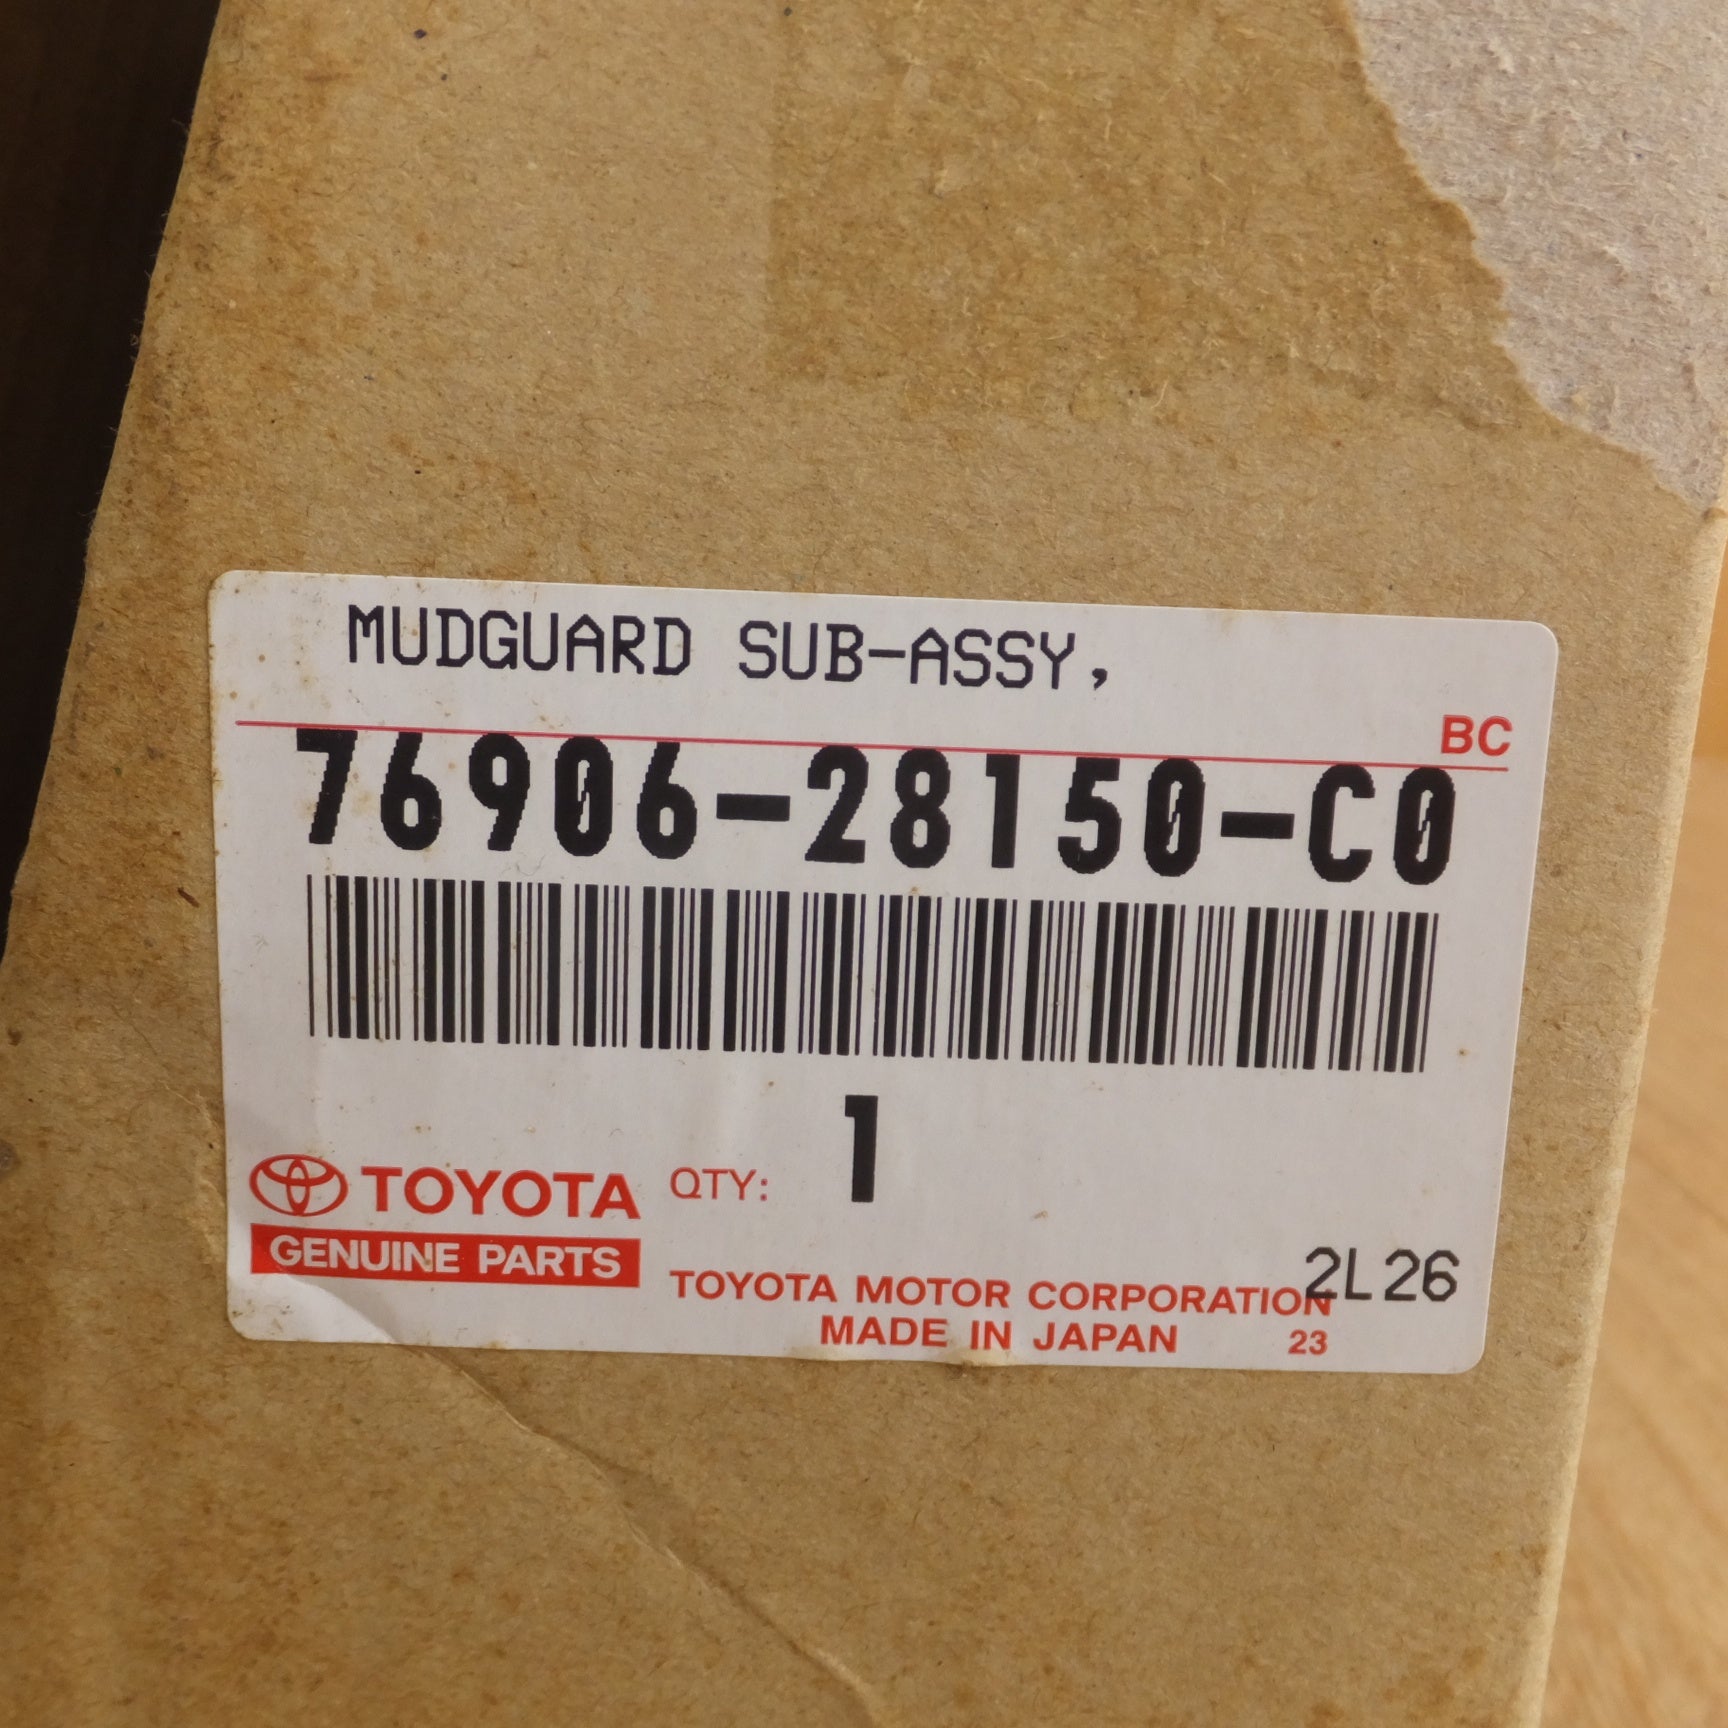 MUDGUARD SUB-ASSY,
BC
76906-28150-C0
1
TOYOTA QTY:
GENUINE PARTS
2L26
TOYOTA MOTOR CORPORATION
MADE IN JAPAN 23